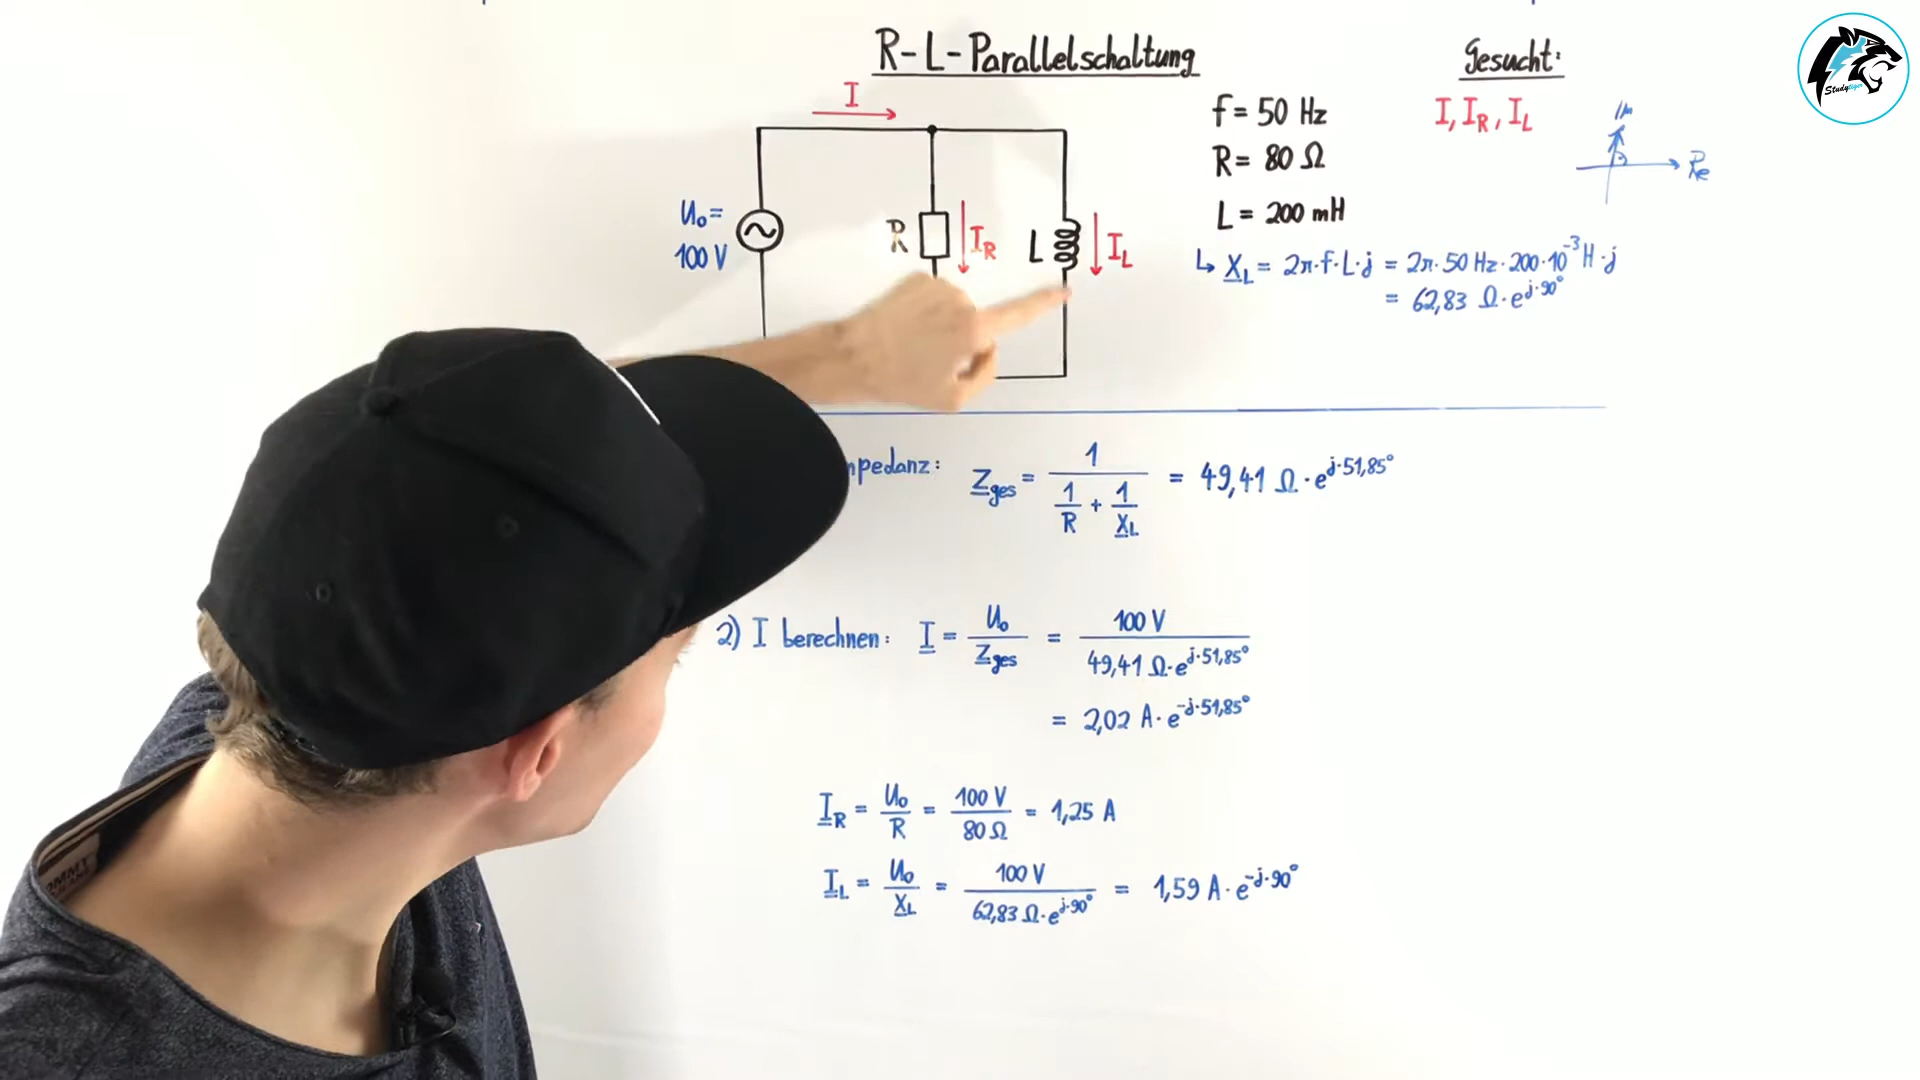 R-L-Parallelschaltung
Gesucht:
I, I_R, I_L
I
f = 50 Hz
R = 80 Ω
L = 200 mH
Im
Re
U₀ =
100 V
R
I_R
L
I_L
↳ X_L = 2π·f·L·j = 2π·50 Hz·200·10⁻³ H·j
= 62,83 Ω·e^(j·90°)
mpedanz: Z_ges = 1/(1/R + 1/X_L) = 49,41 Ω·e^(j·51,85°)
2) I berechnen: I = U₀/Z_ges = 100 V/(49,41 Ω·e^(j·51,85°))
= 2,02 A·e^(-j·51,85°)
I_R = U₀/R = 100 V/80 Ω = 1,25 A
I_L = U₀/X_L = 100 V/(62,83 Ω·e^(j·90°)) = 1,59 A·e^(-j·90°)
Studytiger